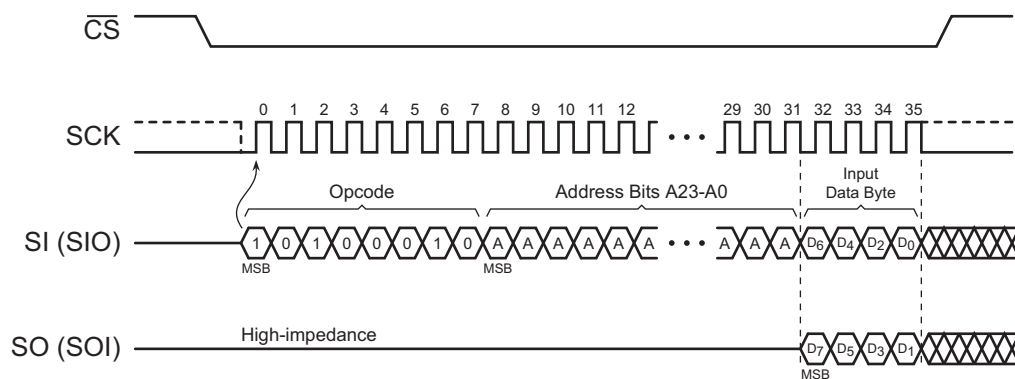 CS
0 1 2 3 4 5 6 7 8 9 10 11 12 29 30 31 32 33 34 35
SCK
Opcode
Address Bits A23-A0
Input
Data Byte
SI (SIO)
1 0 1 0 0 0 1 0 A A A A A A A A A D6 D4 D2 D0
MSB
MSB
High-impedance
SO (SOI)
D7 D5 D3 D1
MSB